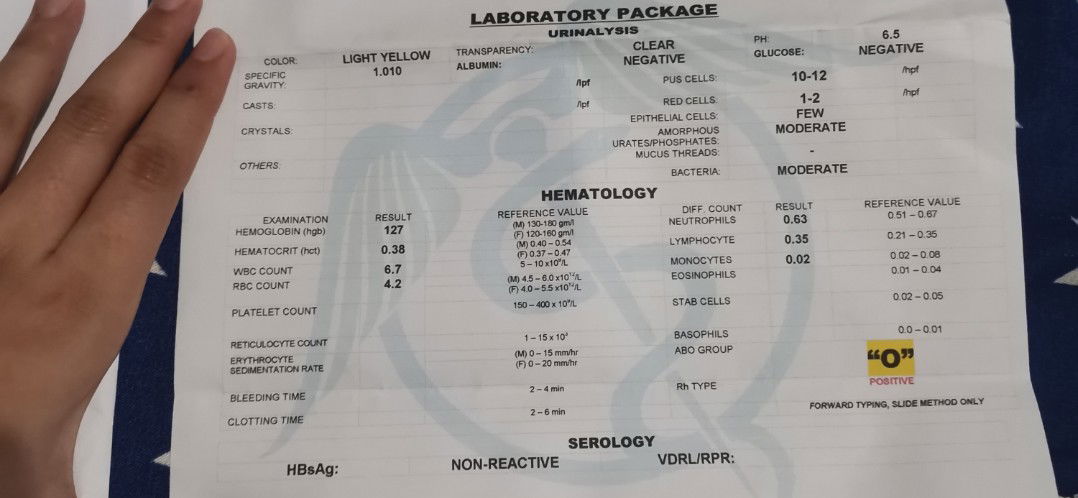 LABORATORY PACKAGE
URINALYSIS
COLOR: LIGHT YELLOW TRANSPARENCY: CLEAR PH: 6.5
SPECIFIC GRAVITY: 1.010 ALBUMIN: NEGATIVE GLUCOSE: NEGATIVE
/lpf PUS CELLS: 10-12 /hpf
CASTS: /lpf RED CELLS: 1-2 /hpf
EPITHELIAL CELLS: FEW
CRYSTALS: AMORPHOUS URATES/PHOSPHATES: MODERATE
MUCUS THREADS: -
OTHERS: BACTERIA: MODERATE
HEMATOLOGY
EXAMINATION RESULT REFERENCE VALUE DIFF. COUNT RESULT REFERENCE VALUE
HEMOGLOBIN (hgb) 127 (M) 130-180 gm/l NEUTROPHILS 0.63 0.51 - 0.67
(F) 120-160 gm/l
HEMATOCRIT (hct) 0.38 (M) 0.40 - 0.54 LYMPHOCYTE 0.35 0.21 - 0.35
(F) 0.37 - 0.47
WBC COUNT 6.7 5 - 10 x10⁹/L MONOCYTES 0.02 0.02 - 0.08
RBC COUNT 4.2 (M) 4.5 - 6.0 x10¹²/L EOSINOPHILS 0.01 - 0.04
(F) 4.0 - 5.5 x10¹²/L
PLATELET COUNT 150 - 400 x 10⁹/L STAB CELLS 0.02 - 0.05
RETICULOCYTE COUNT 1 - 15 x 10³ BASOPHILS 0.0 - 0.01
ERYTHROCYTE SEDIMENTATION RATE (M) 0 - 15 mm/hr ABO GROUP "O"
(F) 0 - 20 mm/hr POSITIVE
BLEEDING TIME 2 - 4 min Rh TYPE
CLOTTING TIME 2 - 6 min FORWARD TYPING, SLIDE METHOD ONLY
SEROLOGY
HBsAg: NON-REACTIVE VDRL/RPR: